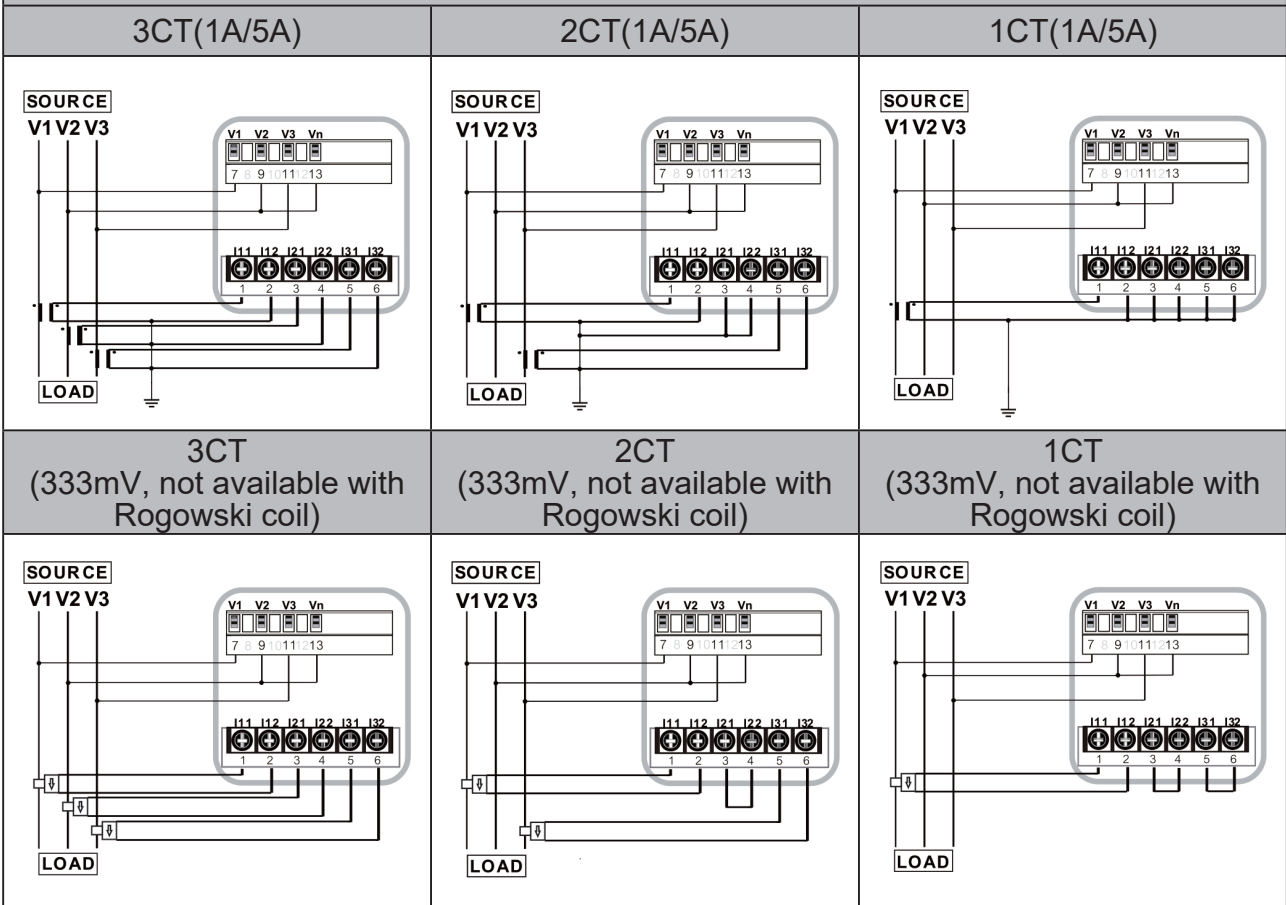 3CT(1A/5A)
2CT(1A/5A)
1CT(1A/5A)
SOURCE
V1 V2 V3
V1 V2 V3 Vn
7 8 9 10 11 12 13
I11 I12 I21 I22 I31 I32
1 2 3 4 5 6
LOAD
SOURCE
V1 V2 V3
V1 V2 V3 Vn
7 8 9 10 11 12 13
I11 I12 I21 I22 I31 I32
1 2 3 4 5 6
LOAD
SOURCE
V1 V2 V3
V1 V2 V3 Vn
7 8 9 10 11 12 13
I11 I12 I21 I22 I31 I32
1 2 3 4 5 6
LOAD
3CT
(333mV, not available with
Rogowski coil)
2CT
(333mV, not available with
Rogowski coil)
1CT
(333mV, not available with
Rogowski coil)
SOURCE
V1 V2 V3
V1 V2 V3 Vn
7 8 9 10 11 12 13
I11 I12 I21 I22 I31 I32
1 2 3 4 5 6
LOAD
SOURCE
V1 V2 V3
V1 V2 V3 Vn
7 8 9 10 11 12 13
I11 I12 I21 I22 I31 I32
1 2 3 4 5 6
LOAD
SOURCE
V1 V2 V3
V1 V2 V3 Vn
7 8 9 10 11 12 13
I11 I12 I21 I22 I31 I32
1 2 3 4 5 6
LOAD